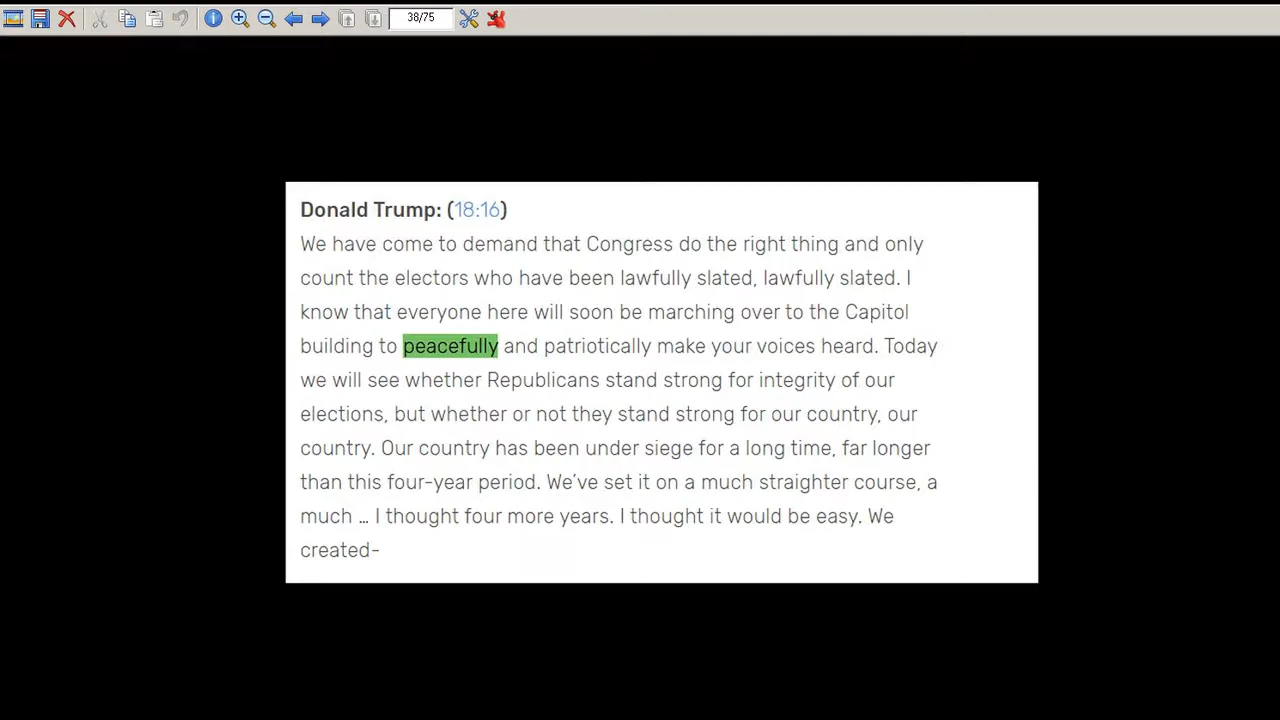 38/75
Donald Trump: (18:16)
We have come to demand that Congress do the right thing and only
count the electors who have been lawfully slated, lawfully slated. I
know that everyone here will soon be marching over to the Capitol
building to peacefully and patriotically make your voices heard. Today
we will see whether Republicans stand strong for integrity of our
elections, but whether or not they stand strong for our country, our
country. Our country has been under siege for a long time, far longer
than this four-year period. We’ve set it on a much straighter course, a
much … I thought four more years. I thought it would be easy. We
created-